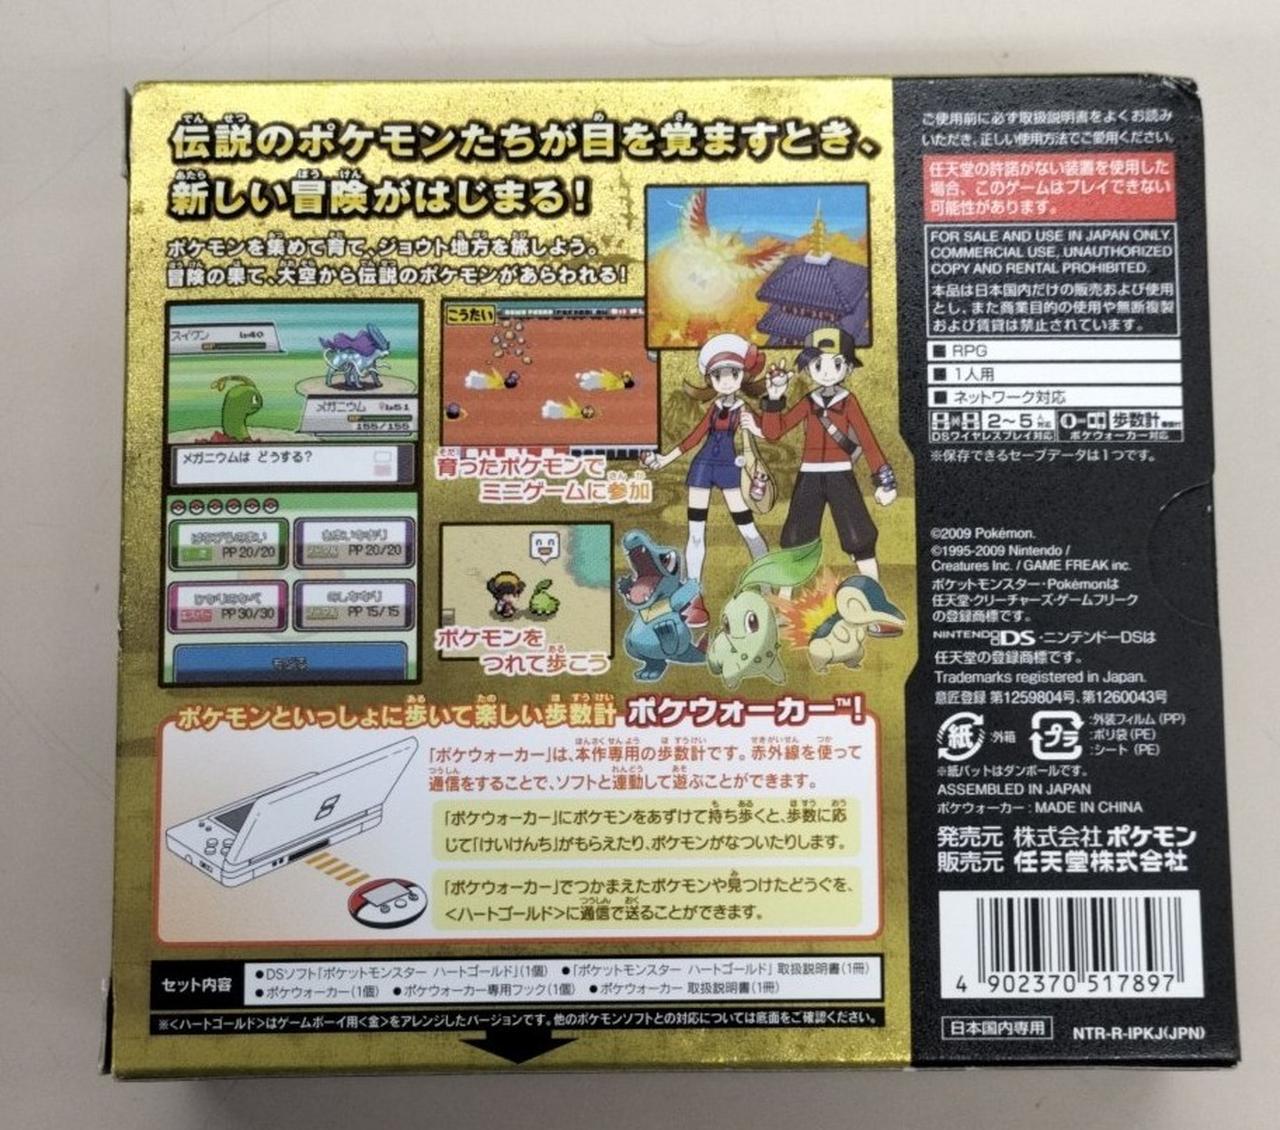 伝説のポケモンたちが目を覚ますとき、
新しい冒険がはじまる!
ポケモンを集めて育て、ジョウト地方を旅しよう。
冒険の果て、大空から伝説のポケモンがあらわれる!
スイクン Lv40
メガニウム ♀Lv51
HP
155/155
メガニウムは どうする?
PP 20/20
PP 20/20
PP 30/30
PP 15/15
もどる
こうたい
育ったポケモンで
ミニゲームに参加
ポケモンを
つれて歩こう
ポケモンといっしょに歩いて楽しい歩数計 ポケウォーカー™!
「ポケウォーカー」は、本作専用の歩数計です。赤外線を使って
通信をすることで、ソフトと連動して遊ぶことができます。
「ポケウォーカー」にポケモンをあずけて持ち歩くと、歩数に応
じて「けいけんち」がもらえたり、ポケモンがなついたりします。
「ポケウォーカー」でつかまえたポケモンや見つけたどうぐを、
<ハートゴールド>に通信で送ることができます。
セット内容
●DSソフト「ポケットモンスター ハートゴールド」(1個) ●「ポケットモンスター ハートゴールド」 取扱説明書(1冊)
●ポケウォーカー(1個) ●ポケウォーカー専用フック(1個) ●ポケウォーカー 取扱説明書(1冊)
※<ハートゴールド>はゲームボーイ用<金>をアレンジしたバージョンです。他のポケモンソフトとの対応については底面をご確認ください。
ご使用前に必ず取扱説明書をよくお読み
いただき、正しい使用方法でご愛用ください。
任天堂の許諾がない装置を使用した
場合、このゲームはプレイできない
可能性があります。
FOR SALE AND USE IN JAPAN ONLY.
COMMERCIAL USE, UNAUTHORIZED
COPY AND RENTAL PROHIBITED.
本品は日本国内だけの販売および使用
とし、また商業目的の使用や無断複製
および賃貸は禁止されています。
■ RPG
■ 1人用
■ ネットワーク対応
2~5人対応
DSワイヤレスプレイ対応
歩数計
ポケウォーカー対応
※保存できるセーブデータは1つです。
©2009 Pokémon.
©1995-2009 Nintendo /
Creatures Inc. / GAME FREAK inc.
ポケットモンスター・Pokémonは
任天堂・クリーチャーズ・ゲームフリーク
の登録商標です。
NINTENDO DS・ニンテンドーDSは
任天堂の登録商標です。
Trademarks registered in Japan.
意匠登録 第1259804号、第1260043号
紙 :外箱
プラ :外装フィルム (PP)
:ポリ袋 (PE)
:シート (PE)
※紙パットはダンボールです。
ASSEMBLED IN JAPAN
ポケウォーカー : MADE IN CHINA
発売元 株式会社 ポケモン
販売元 任天堂株式会社
4 902370 517897
日本国内専用
NTR-R-IPKJ(JPN)